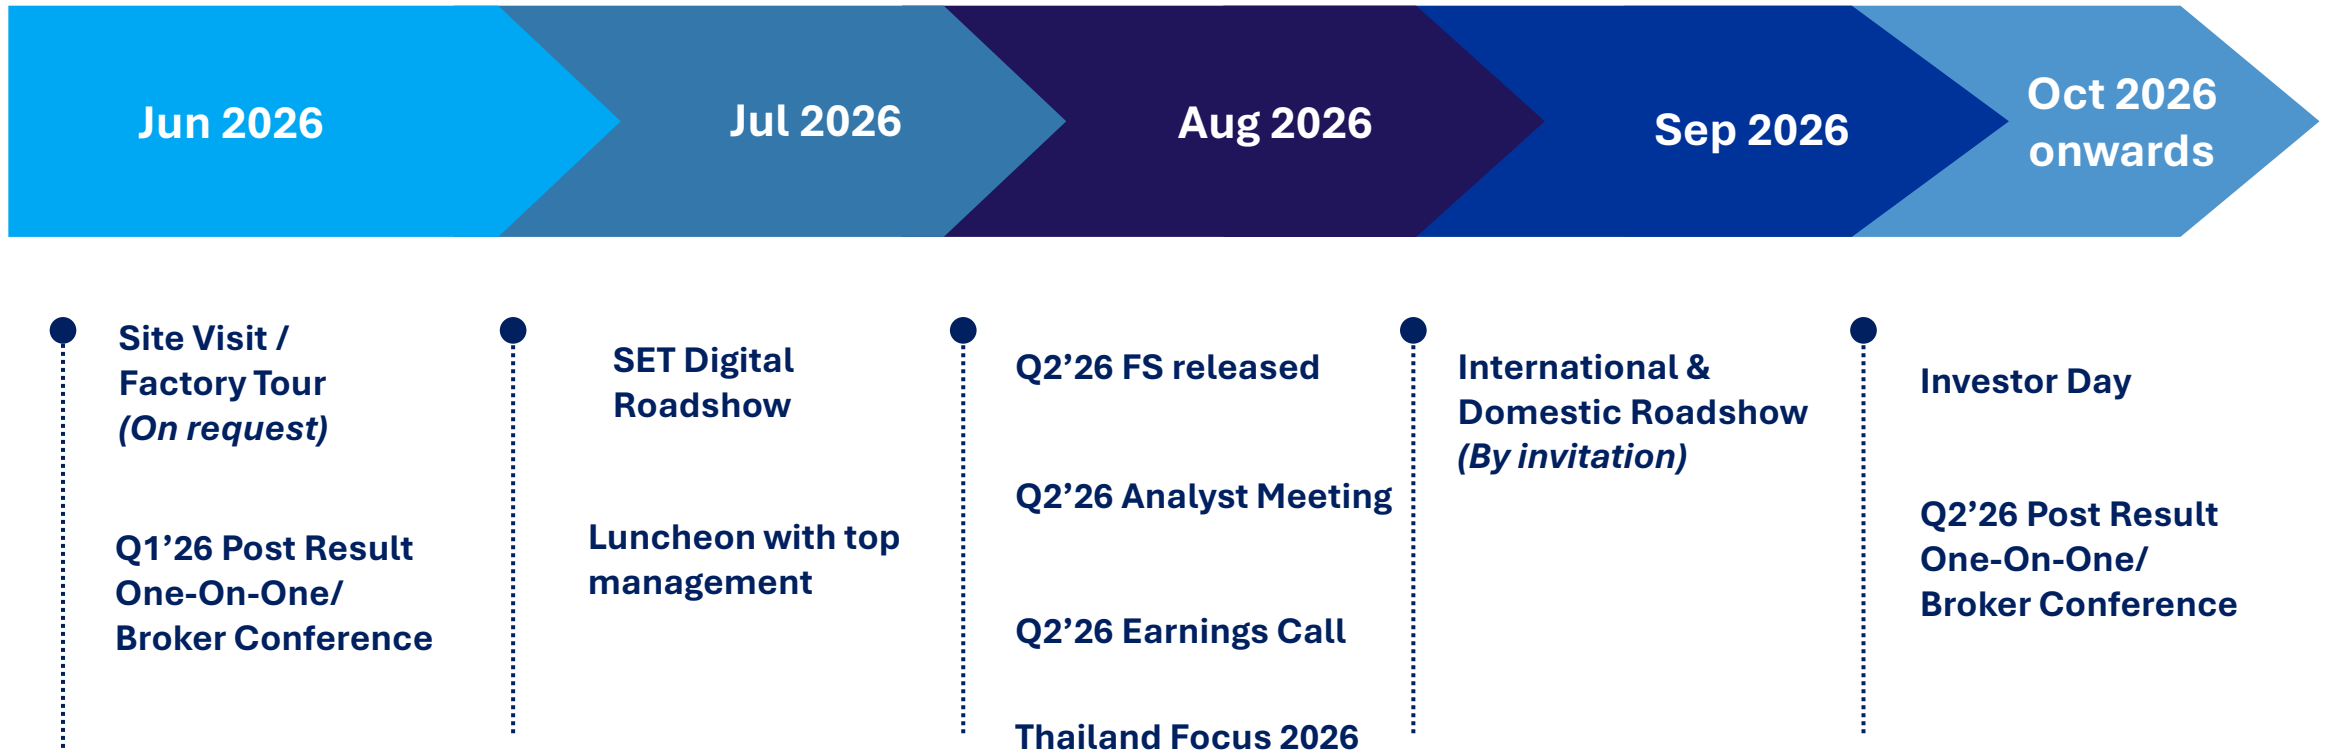 Jun 2026
Jul 2026
Aug 2026
Sep 2026
Oct 2026
onwards
Site Visit /
Factory Tour
(On request)
Q1’26 Post Result
One-On-One/
Broker Conference
SET Digital
Roadshow
Luncheon with top
management
Q2’26 FS released
Q2’26 Analyst Meeting
Q2’26 Earnings Call
Thailand Focus 2026
International &
Domestic Roadshow
(By invitation)
Investor Day
Q2’26 Post Result
One-On-One/
Broker Conference